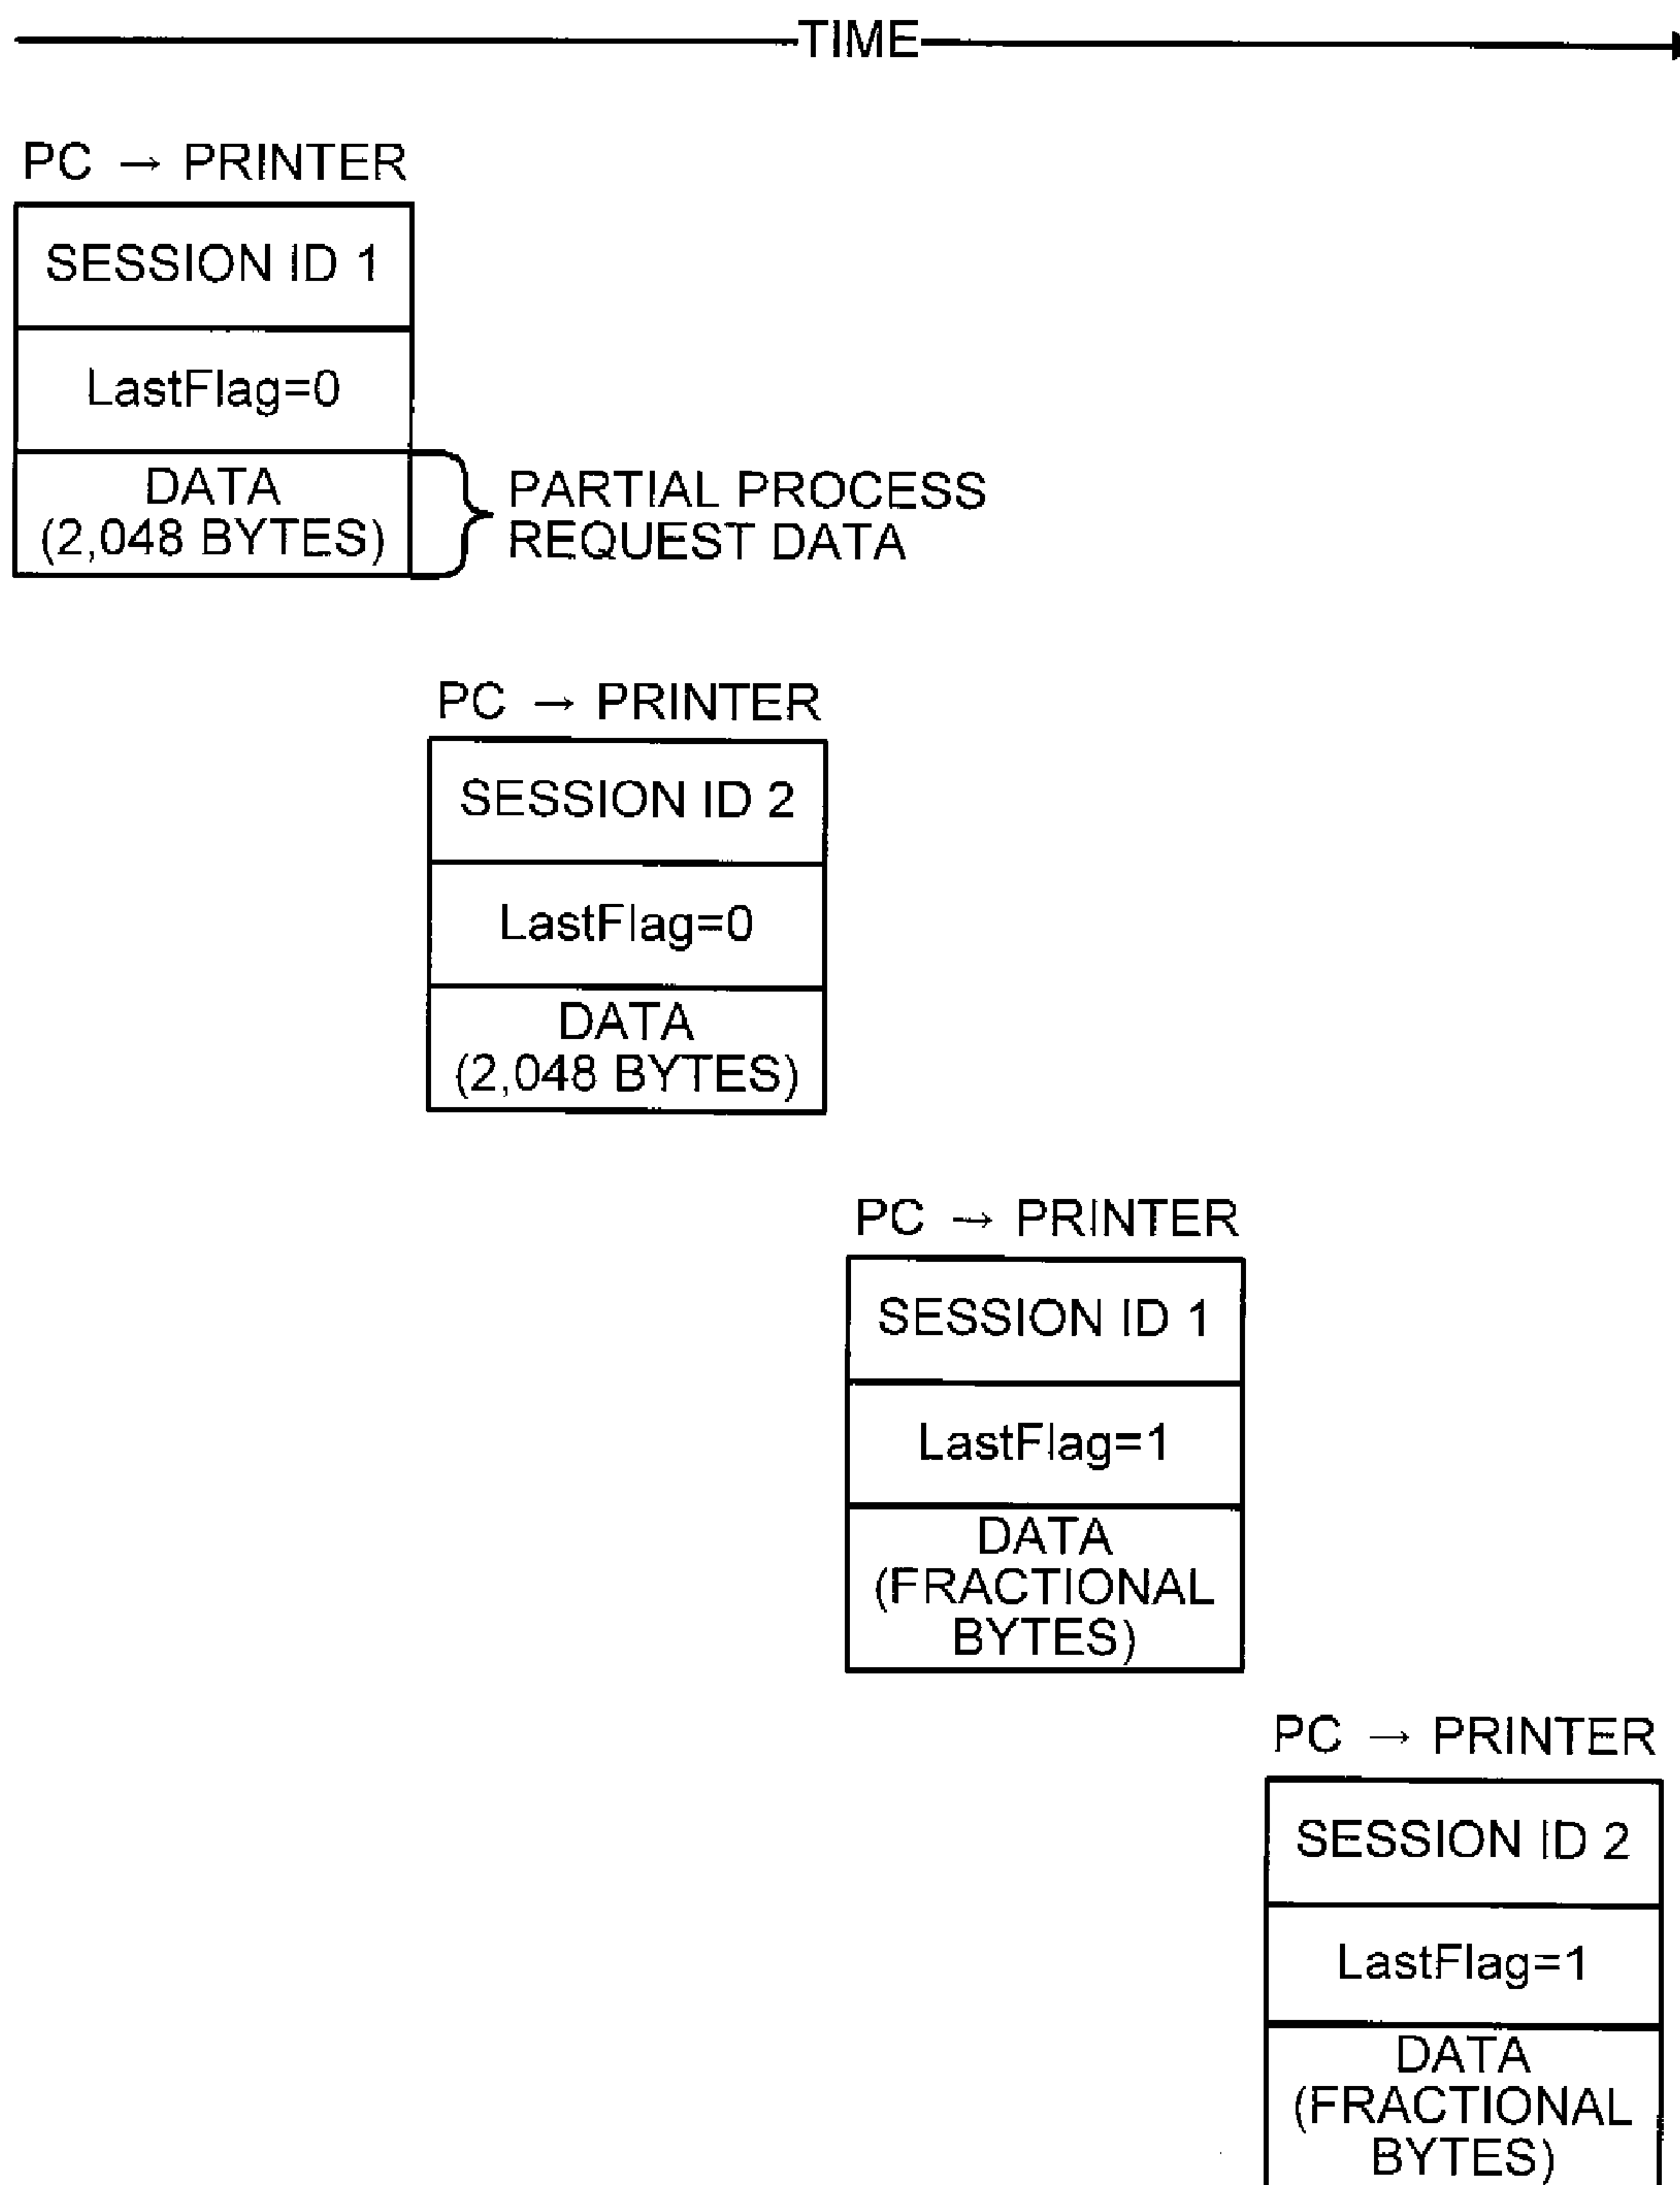 TIME
PC → PRINTER
SESSION ID 1
LastFlag=0
DATA
(2,048 BYTES)
PARTIAL PROCESS
REQUEST DATA
PC → PRINTER
SESSION ID 2
LastFlag=0
DATA
(2,048 BYTES)
PC → PRINTER
SESSION ID 1
LastFlag=1
DATA
(FRACTIONAL
BYTES)
PC → PRINTER
SESSION ID 2
LastFlag=1
DATA
(FRACTIONAL
BYTES)